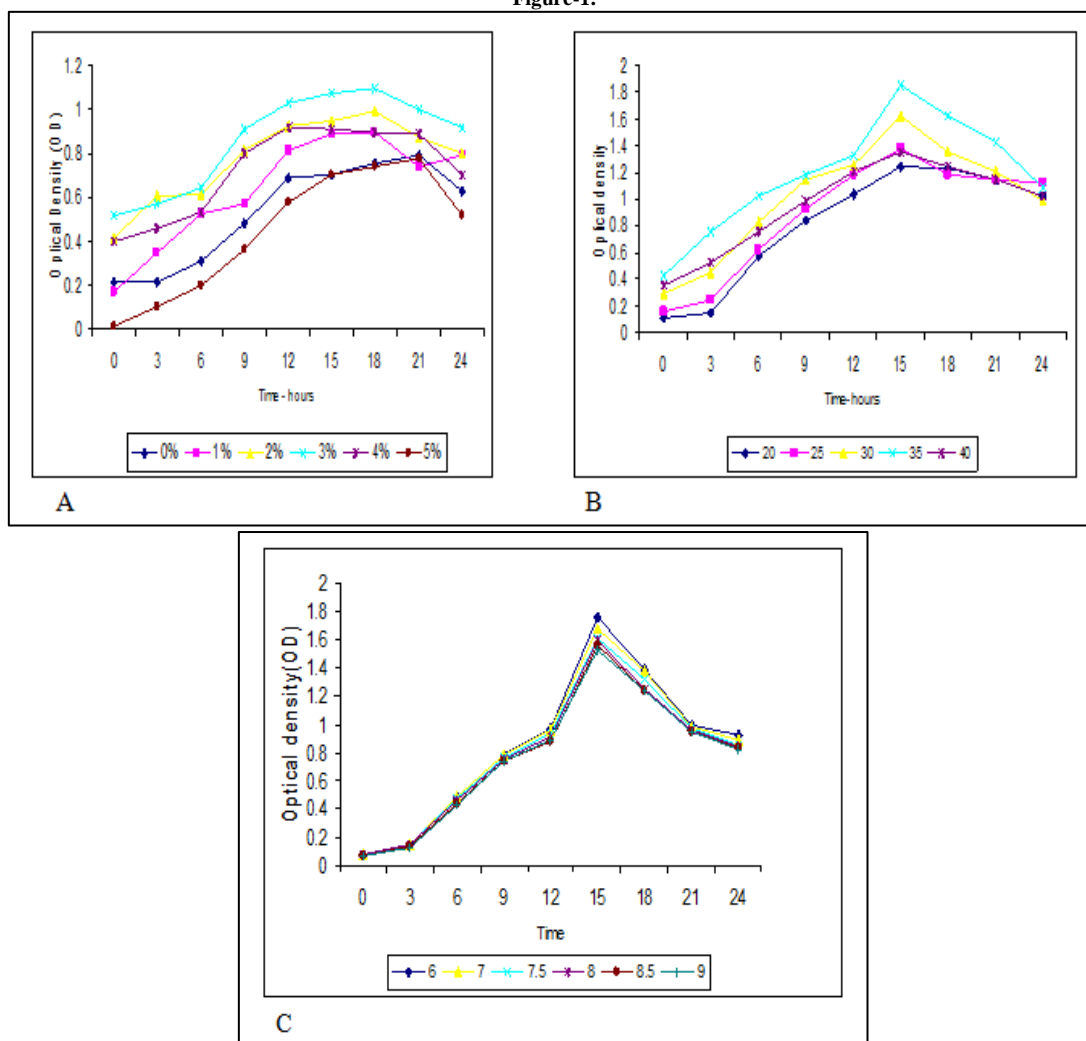 Figure-1.
1.2
1
0.8
0.6
0.4
0.2
0
Optical Density (OD)
0 3 6 9 12 15 18 21 24
Time - hours
0% 1% 2% 3% 4% 5%
A
2
1.8
1.6
1.4
1.2
1
0.8
0.6
0.4
0.2
0
Optical density
0 3 6 9 12 15 18 21 24
Time-hours
20 25 30 35 40
B
2
1.8
1.6
1.4
1.2
1
0.8
0.6
0.4
0.2
0
Optical density(OD)
0 3 6 9 12 15 18 21 24
Time
6 7 7.5 8 8.5 9
C